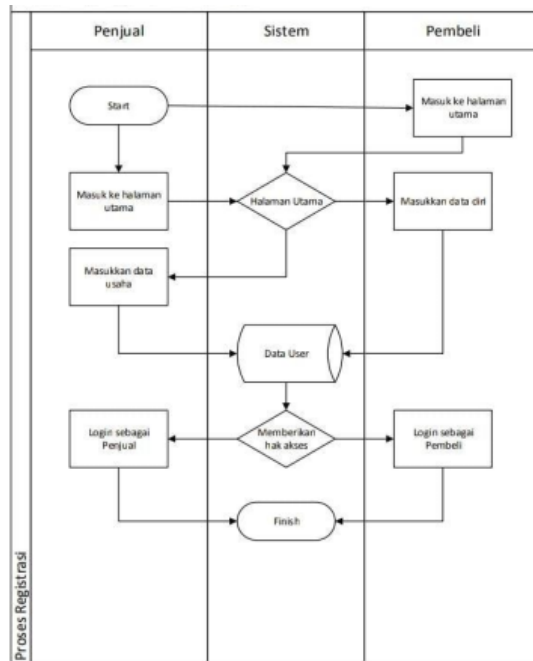 Penjual
Sistem
Pembeli
Start
Masuk ke halaman
utama
Masuk ke halaman
utama
Halaman Utama
Masukkan data diri
Masukkan data
usaha
Data User
Login sebagai
Penjual
Memberikan
hak akses
Login sebagai
Pembeli
Finish
Proses Registrasi